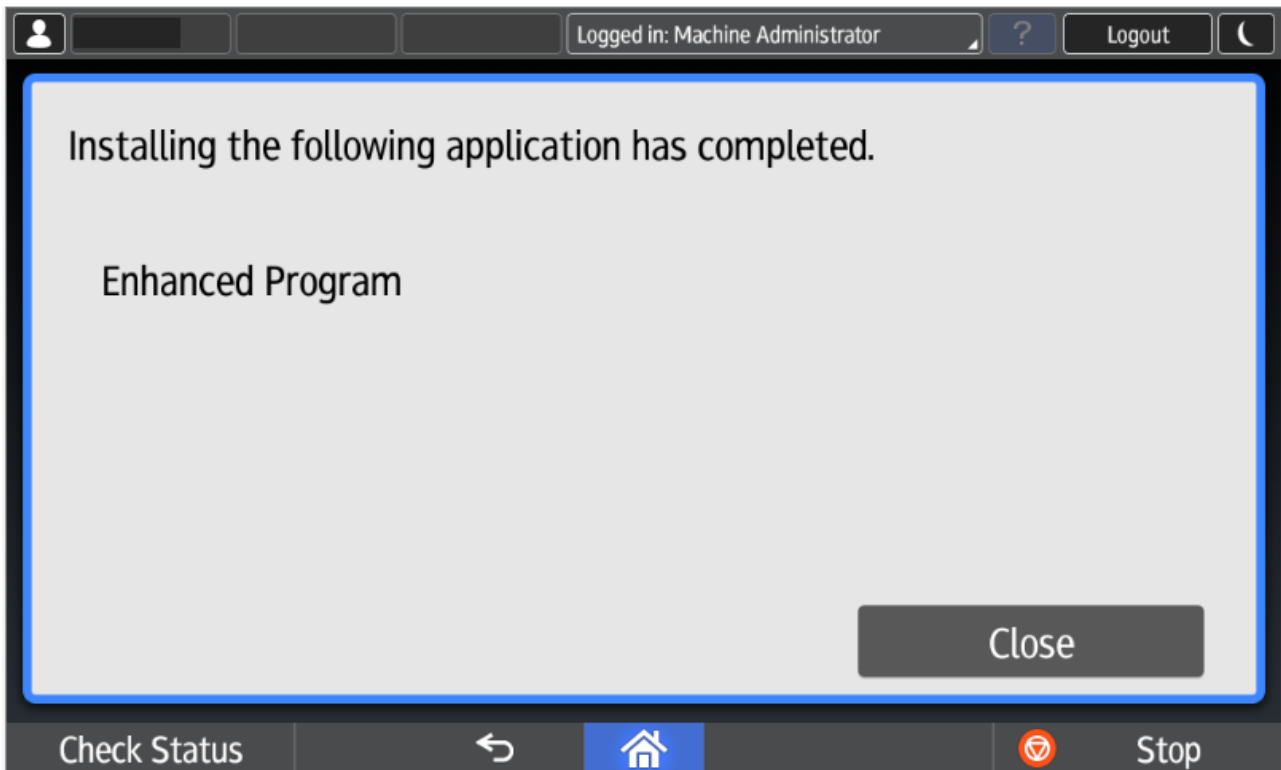 Logged in: Machine Administrator ? Logout
Installing the following application has completed.
Enhanced Program
Close
Check Status Stop